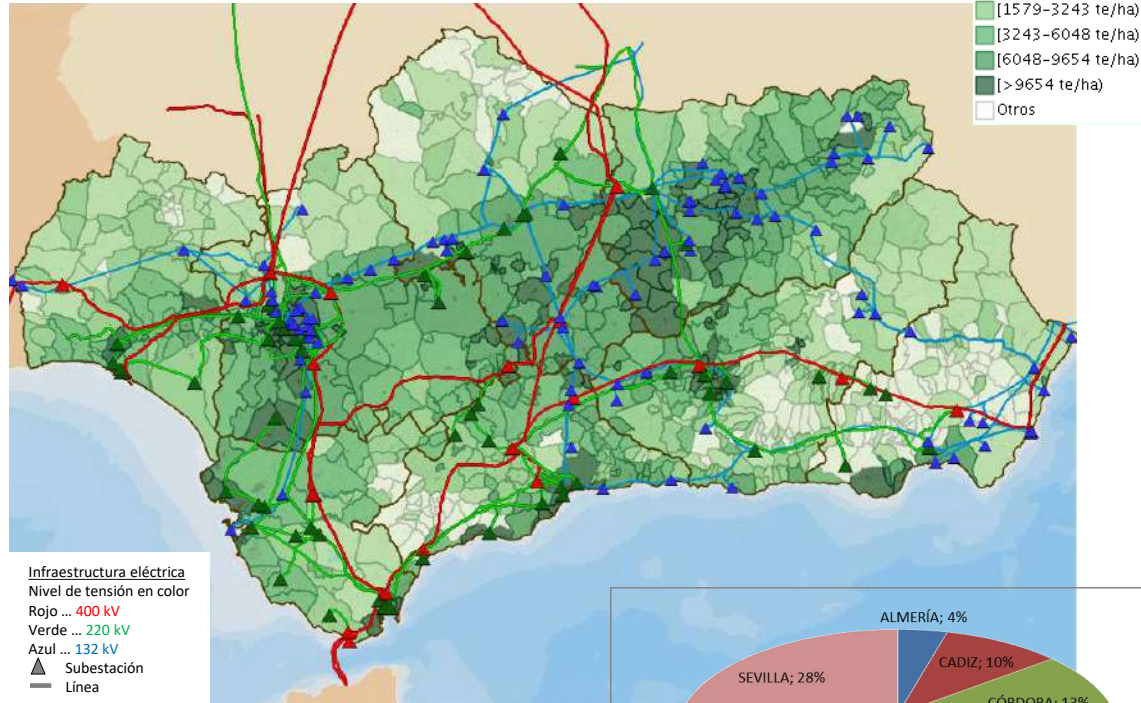 [1579-3243 te/ha)
[3243-6048 te/ha)
[6048-9654 te/ha)
[>9654 te/ha)
Otros
Infraestructura eléctrica
Nivel de tensión en color
Rojo ... 400 kV
Verde ... 220 kV
Azul ... 132 kV
Subestación
Línea
ALMERÍA; 4%
CADIZ; 10%
SEVILLA; 28%
CÓRDOBA; 13%